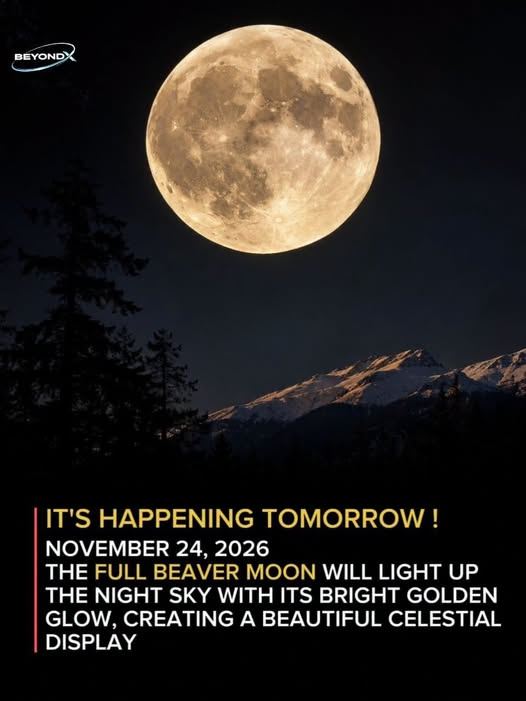 BEYONDX
IT'S HAPPENING TOMORROW !
NOVEMBER 24, 2026
THE FULL BEAVER MOON WILL LIGHT UP
THE NIGHT SKY WITH ITS BRIGHT GOLDEN
GLOW, CREATING A BEAUTIFUL CELESTIAL
DISPLAY